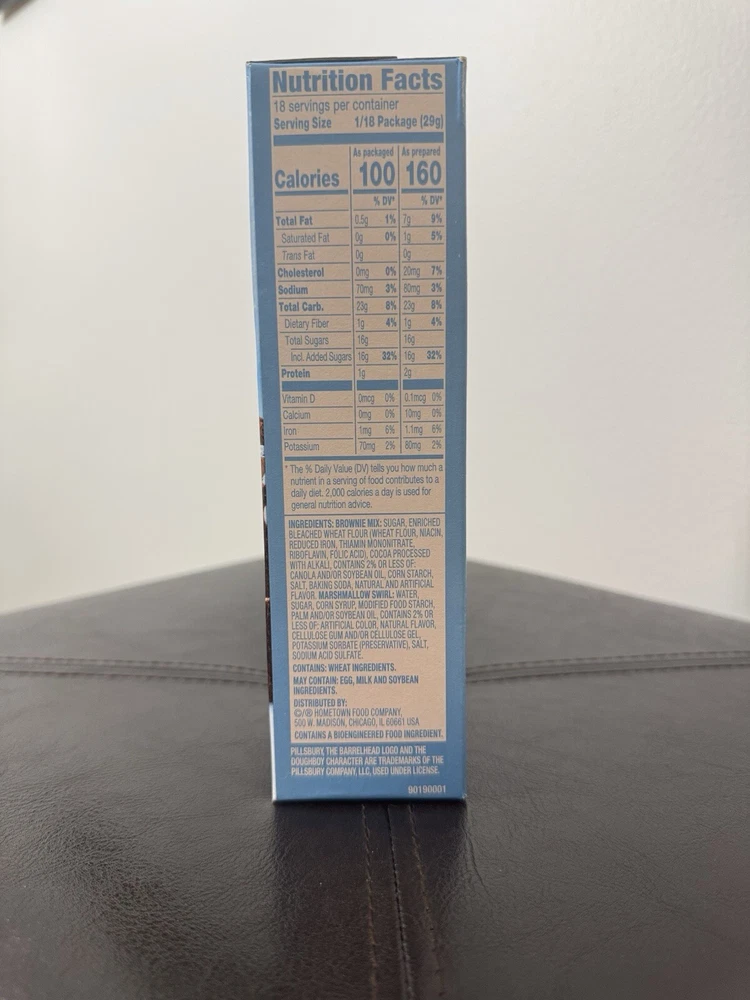 Nutrition Facts
18 servings per container
Serving Size 1/18 Package (29g)
As packaged As prepared
Calories 100 160
% DV* % DV*
Total Fat 0.5g 1% 7g 9%
Saturated Fat 0g 0% 1g 5%
Trans Fat 0g 0g
Cholesterol 0mg 0% 20mg 7%
Sodium 70mg 3% 80mg 3%
Total Carb. 23g 8% 23g 8%
Dietary Fiber 1g 4% 1g 4%
Total Sugars 16g 16g
Incl. Added Sugars 16g 32% 16g 32%
Protein 1g 2g
Vitamin D 0mcg 0% 0.1mcg 0%
Calcium 0mg 0% 10mg 0%
Iron 1mg 6% 1.1mg 6%
Potassium 70mg 2% 80mg 2%
* The % Daily Value (DV) tells you how much a
nutrient in a serving of food contributes to a
daily diet. 2,000 calories a day is used for
general nutrition advice.
INGREDIENTS: BROWNIE MIX: SUGAR, ENRICHED
BLEACHED WHEAT FLOUR (WHEAT FLOUR, NIACIN,
REDUCED IRON, THIAMIN MONONITRATE,
RIBOFLAVIN, FOLIC ACID), COCOA PROCESSED
WITH ALKALI, CONTAINS 2% OR LESS OF:
CANOLA AND/OR SOYBEAN OIL, CORN STARCH,
SALT, BAKING SODA, NATURAL AND ARTIFICIAL
FLAVOR. MARSHMALLOW SWIRL: WATER,
SUGAR, CORN SYRUP, MODIFIED FOOD STARCH,
PALM AND/OR SOYBEAN OIL, CONTAINS 2% OR
LESS OF: ARTIFICIAL COLOR, NATURAL FLAVOR,
CELLULOSE GUM AND/OR CELLULOSE GEL,
POTASSIUM SORBATE (PRESERVATIVE), SALT,
SODIUM ACID SULFATE.
CONTAINS: WHEAT INGREDIENTS.
MAY CONTAIN: EGG, MILK AND SOYBEAN
INGREDIENTS.
DISTRIBUTED BY:
©/® HOMETOWN FOOD COMPANY,
500 W. MADISON, CHICAGO, IL 60661 USA
CONTAINS A BIOENGINEERED FOOD INGREDIENT.
PILLSBURY, THE BARRELHEAD LOGO AND THE
DOUGHBOY CHARACTER ARE TRADEMARKS OF THE
PILLSBURY COMPANY, LLC, USED UNDER LICENSE.
90190001